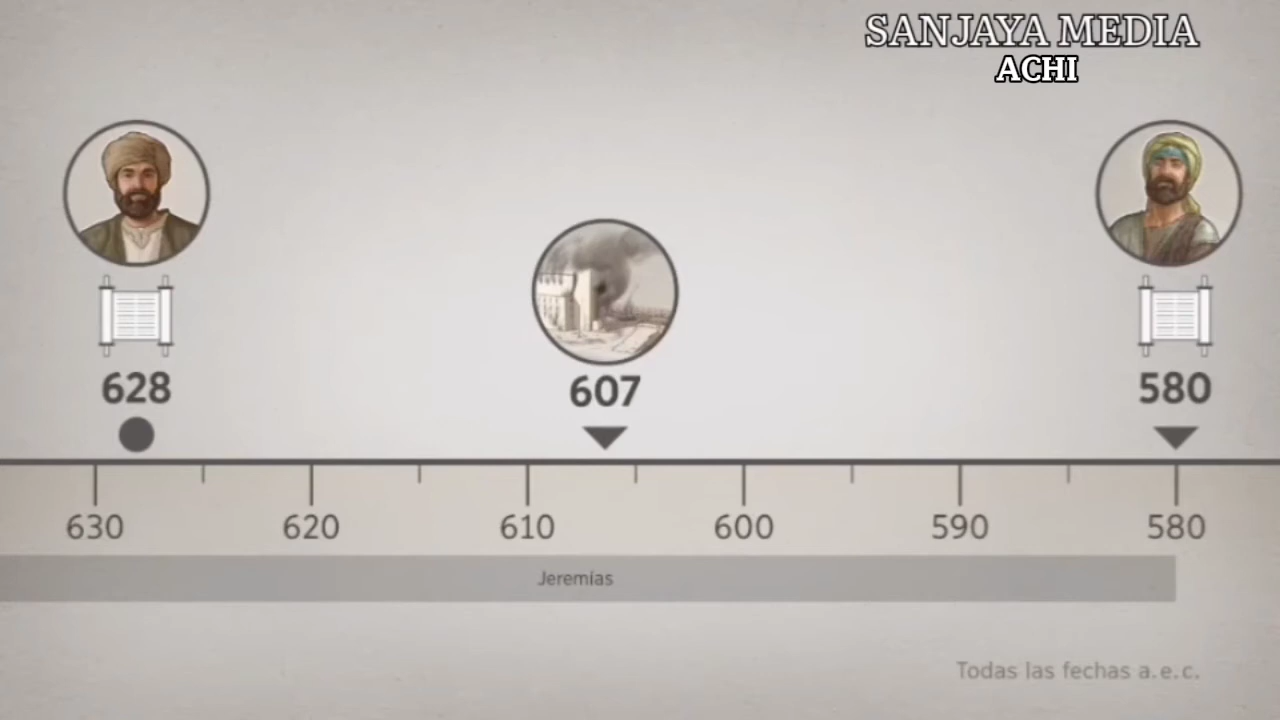 SANJAYA MEDIA
ACHI
628
607
580
630 620 610 600 590 580
Jeremías
Todas las fechas a.e.c.